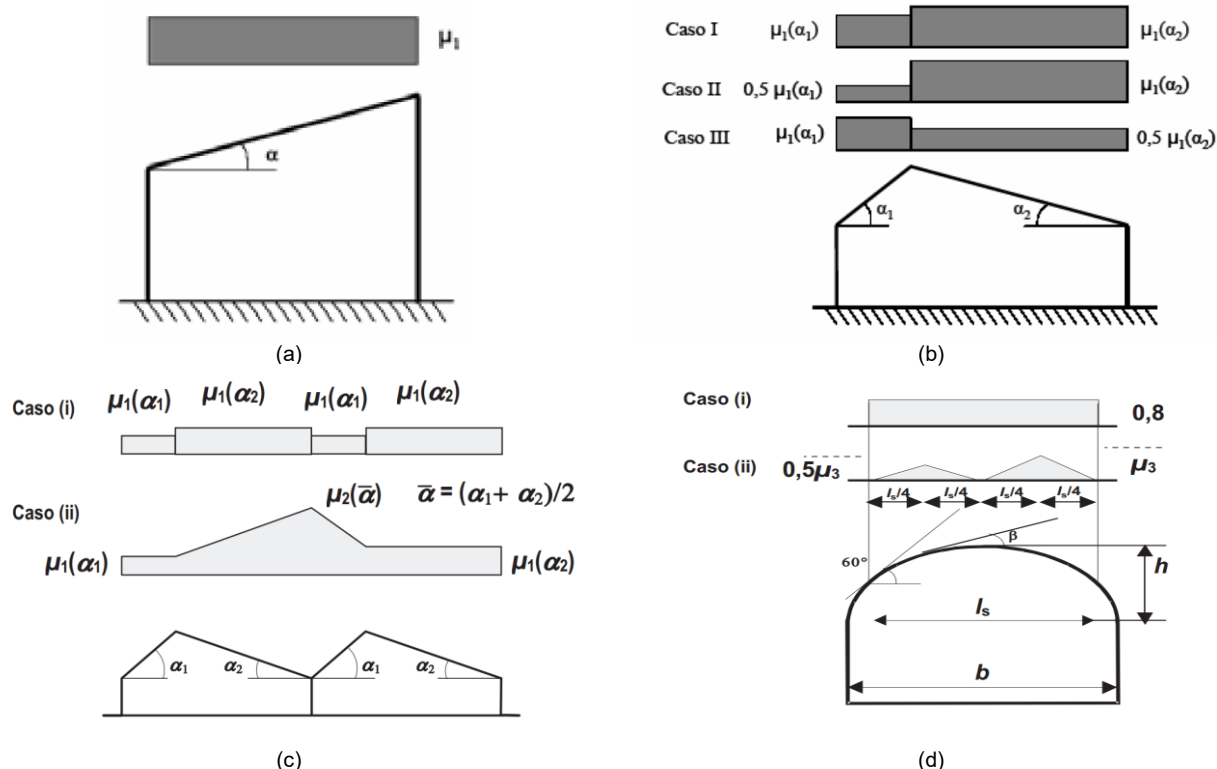 μ₁
α
(a)
Caso I μ₁(α₁) μ₁(α₂)
Caso II 0,5 μ₁(α₁) μ₁(α₂)
Caso III μ₁(α₁) 0,5 μ₁(α₂)
α₁ α₂
(b)
Caso (i) μ₁(α₁) μ₁(α₂) μ₁(α₁) μ₁(α₂)
μ₂(ᾱ) ᾱ = (α₁+ α₂)/2
Caso (ii)
μ₁(α₁) μ₁(α₂)
α₁ α₂ α₁ α₂
(c)
Caso (i) 0,8
Caso (ii) 0,5μ₃ μ₃
lₛ/4 lₛ/4 lₛ/4 lₛ/4
β
60° h
lₛ
b
(d)